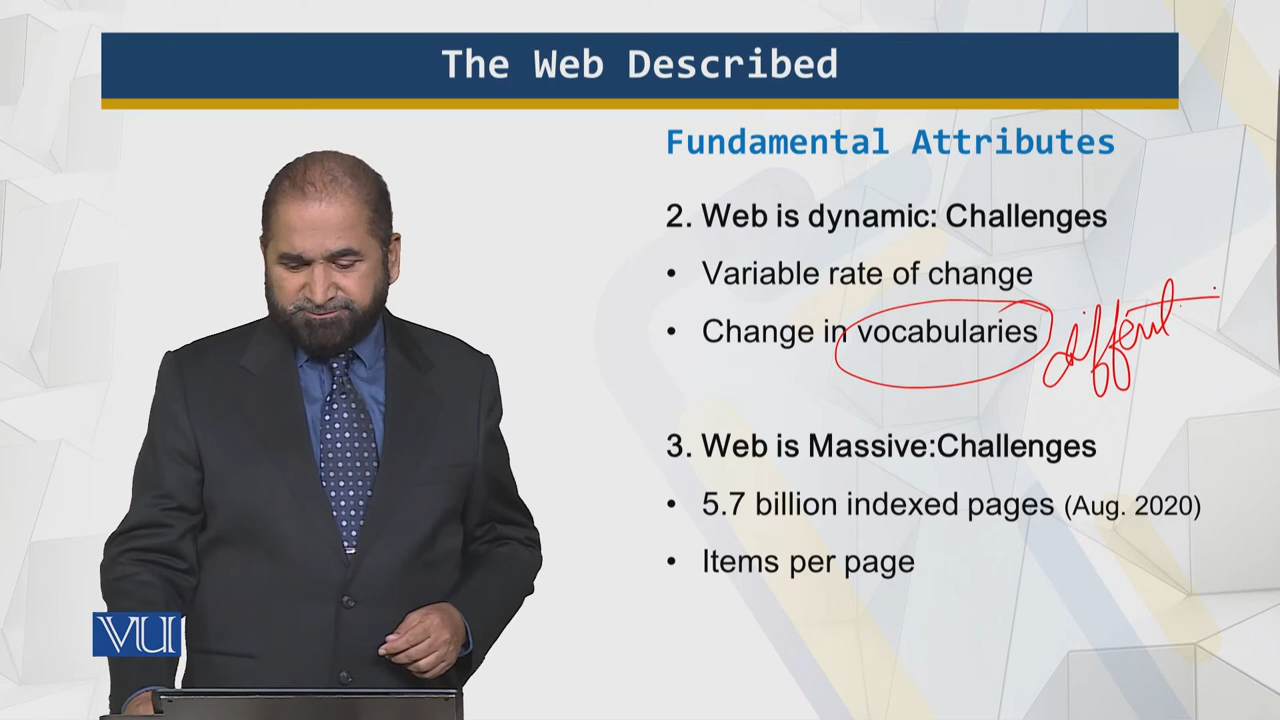 The Web Described
Fundamental Attributes
2. Web is dynamic: Challenges
• Variable rate of change
• Change in vocabularies
diffent
3. Web is Massive:Challenges
• 5.7 billion indexed pages (Aug. 2020)
• Items per page
VU